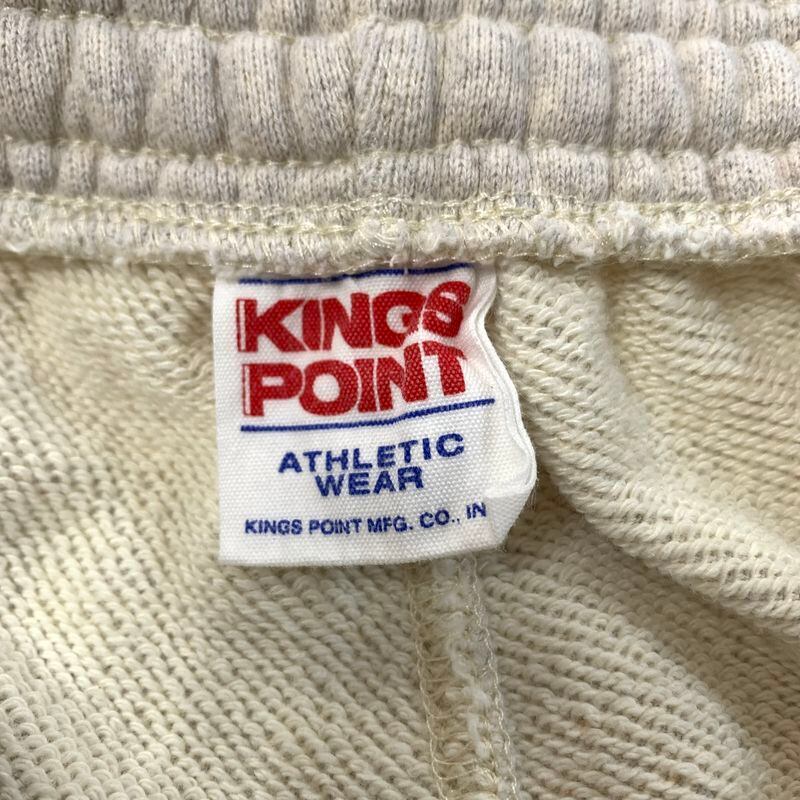 KINGS
POINT
ATHLETIC
WEAR
KINGS POINT MFG. CO., IN